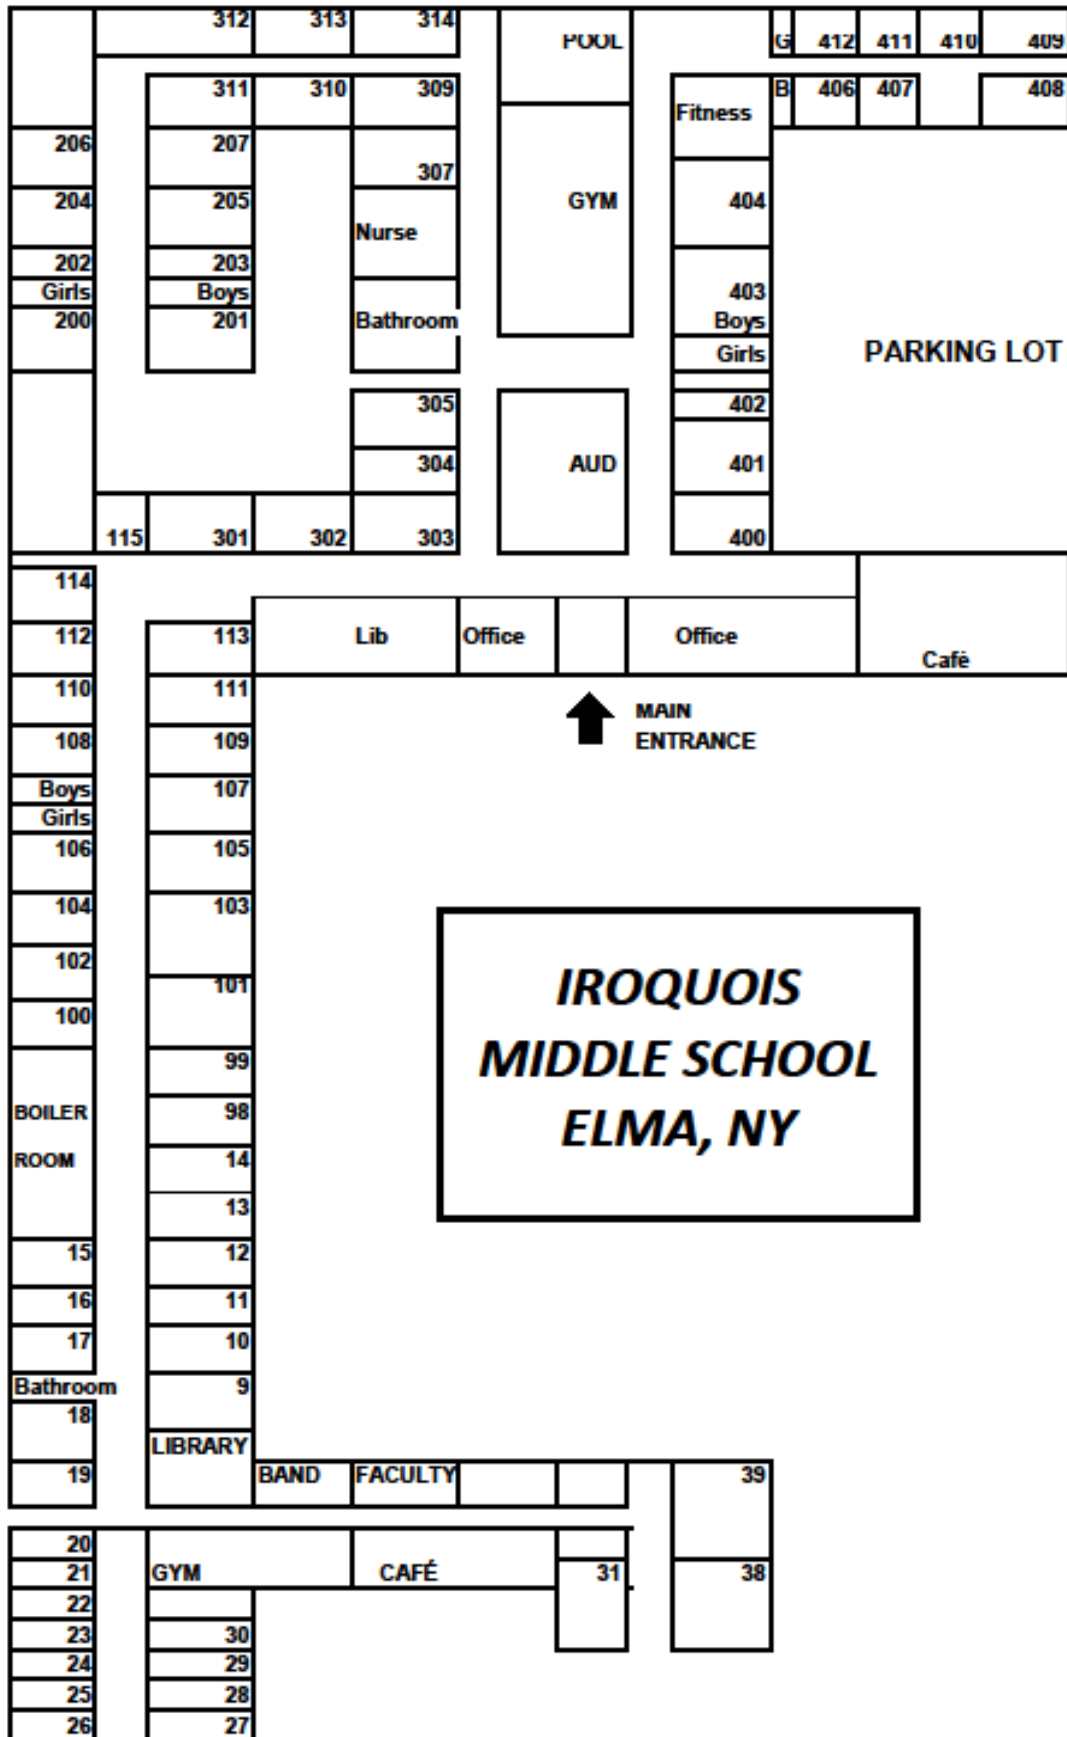 312 313 314
POOL G 412 411 410 409
311 310 309 B 406 407 408
Fitness
206 207
307
204 205 GYM 404
Nurse
202 203
Girls Boys 403
200 201 Bathroom Boys
Girls PARKING LOT
305 402
304 AUD 401
115 301 302 303 400
114
112 113 Lib Office Office
Café
110 111
MAIN
108 109 ENTRANCE
Boys 107
Girls
106 105
104 103
102
101
100
IROQUOIS
MIDDLE SCHOOL
ELMA, NY
99
BOILER 98
ROOM 14
13
15 12
16 11
17 10
Bathroom 9
18
LIBRARY
19 BAND FACULTY 39
20
21 GYM CAFÉ 31 38
22
23 30
24 29
25 28
26 27